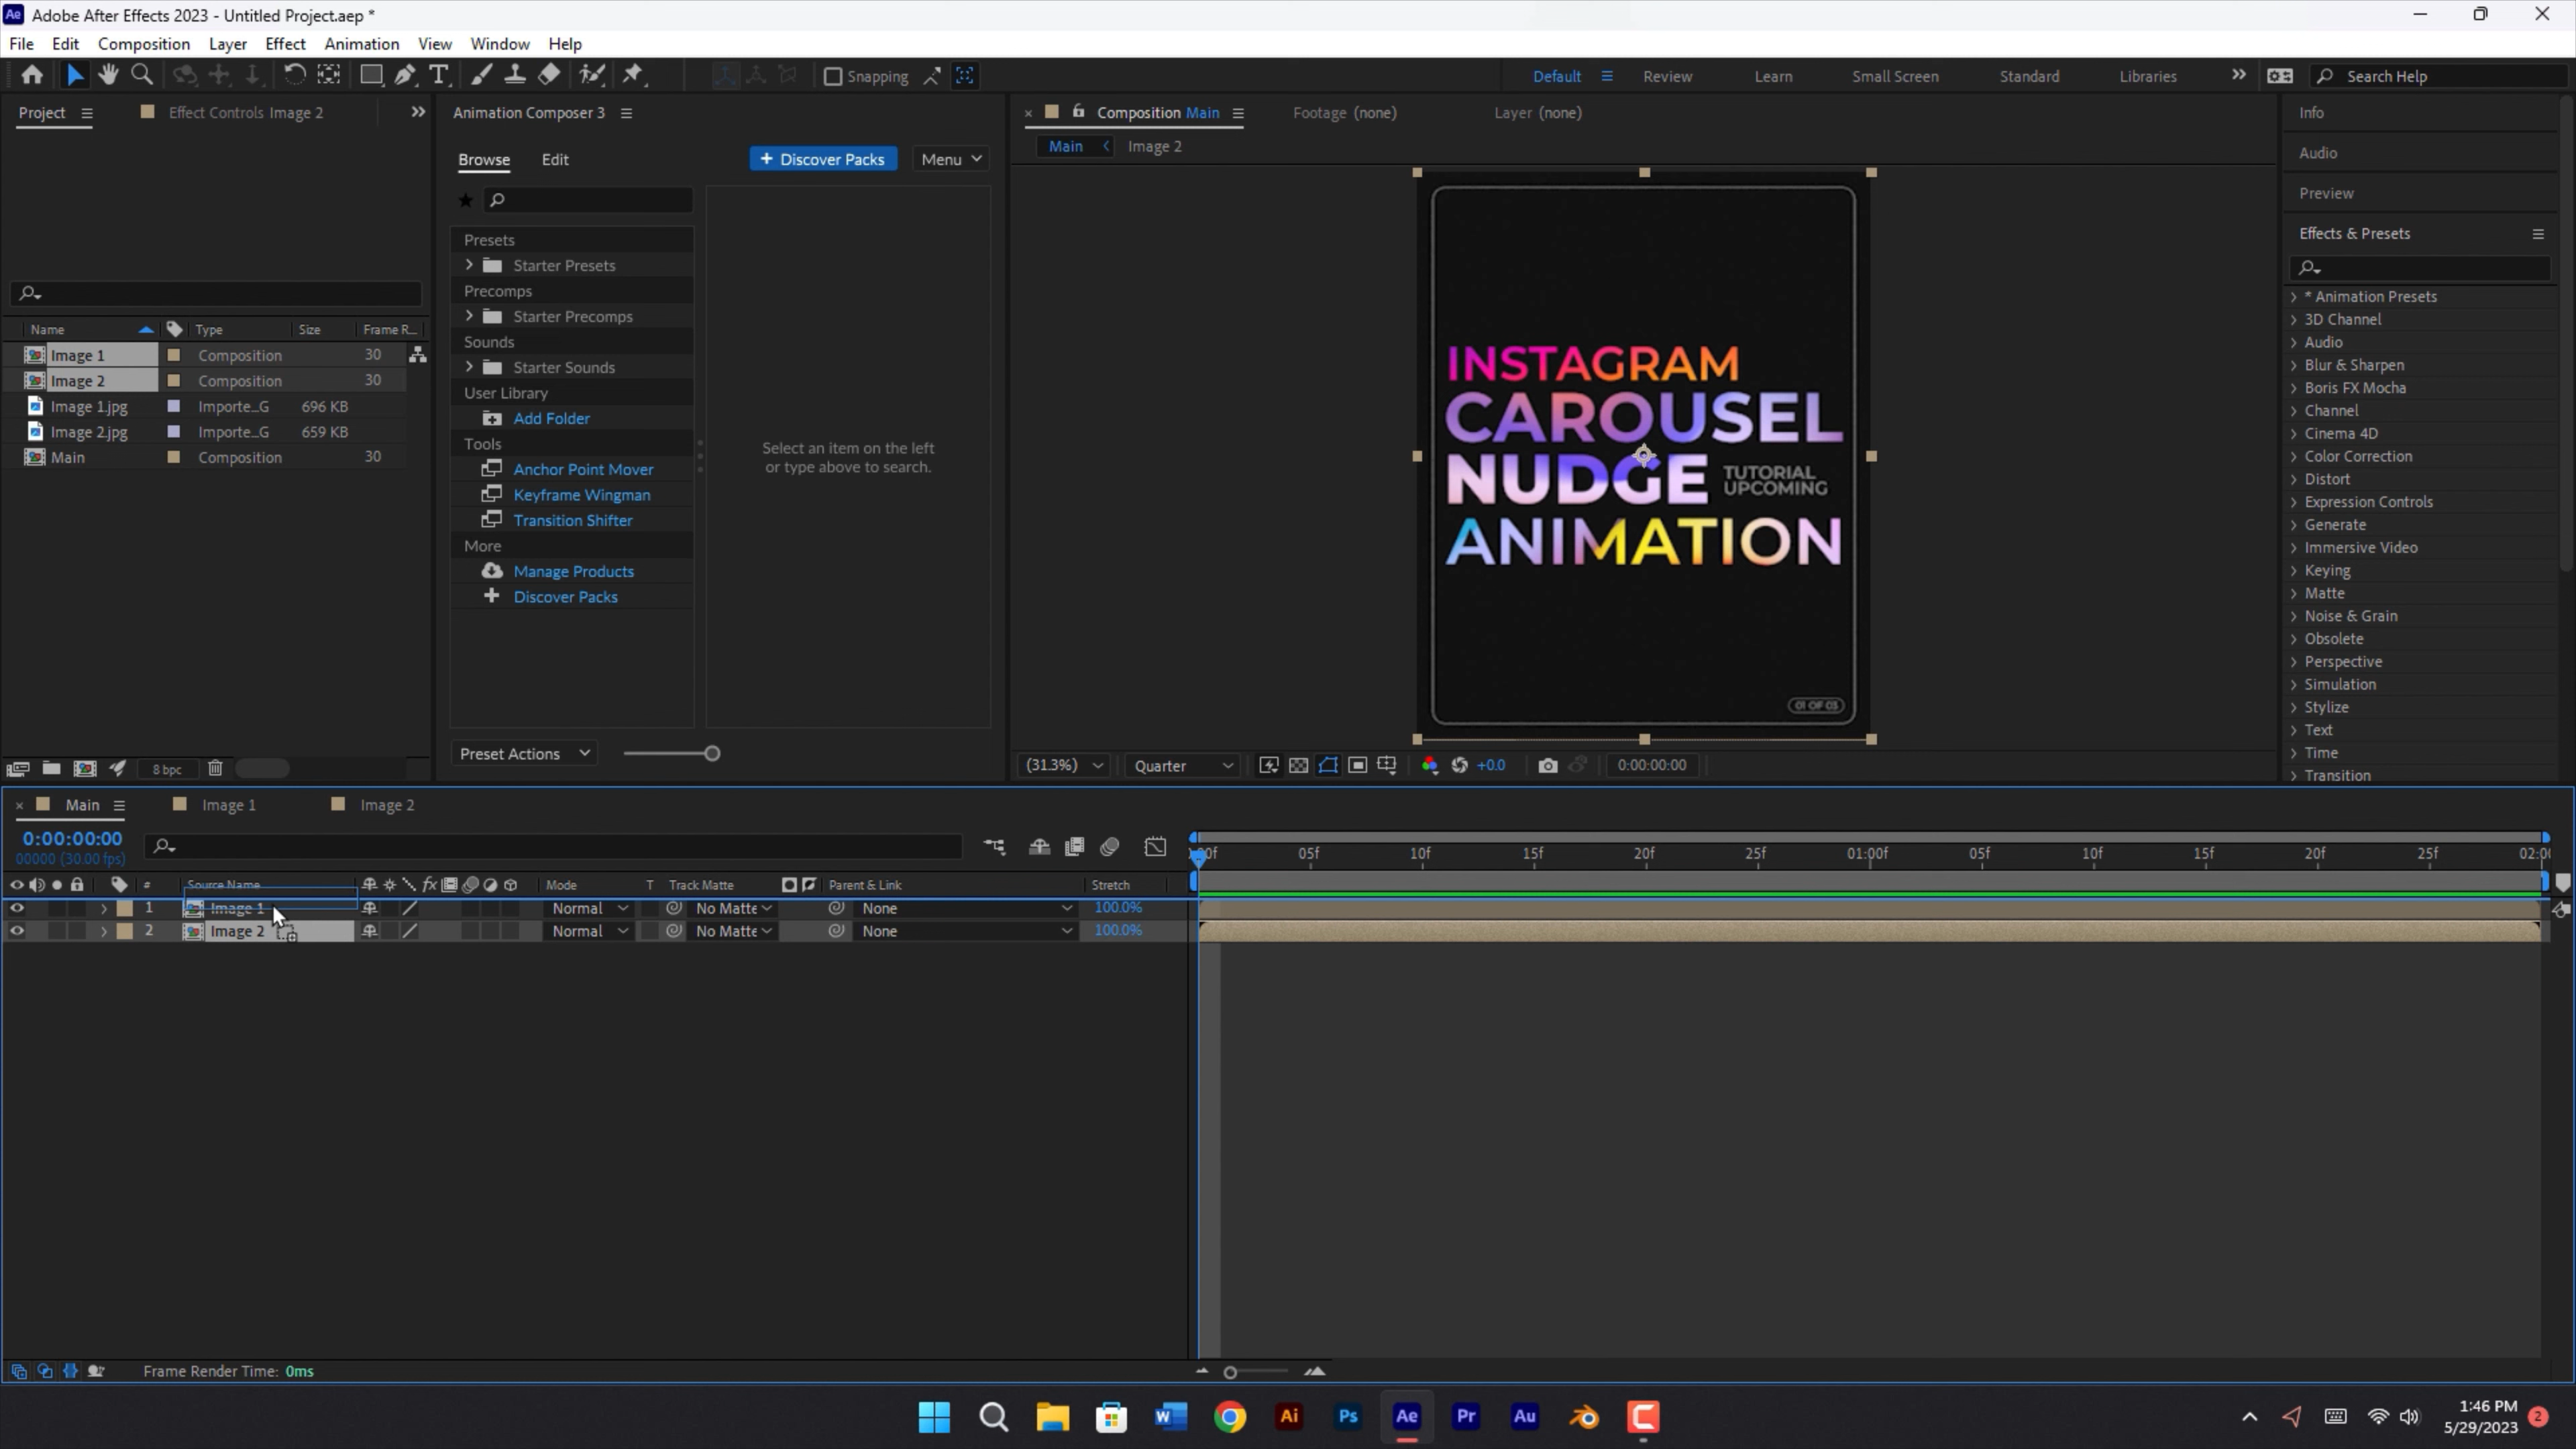 Ae Adobe After Effects 2023 - Untitled Project.aep *
File Edit Composition Layer Effect Animation View Window Help
Snapping
Default Review Learn Small Screen Standard Libraries Search Help
Project Effect Controls Image 2
Name Type Size Frame R...
Image 1 Composition 30
Image 2 Composition 30
Image 1.jpg Importe...G 696 KB
Image 2.jpg Importe...G 659 KB
Main Composition 30
8 bpc
Animation Composer 3
Browse Edit + Discover Packs Menu
Presets
Starter Presets
Precomps
Starter Precomps
Sounds
Starter Sounds
User Library
Add Folder
Tools
Anchor Point Mover
Keyframe Wingman
Transition Shifter
More
Manage Products
Discover Packs
Select an item on the left
or type above to search.
Preset Actions
Composition Main Footage (none) Layer (none)
Main Image 2
INSTAGRAM
CAROUSEL
NUDGE TUTORIAL
UPCOMING
ANIMATION
01 OF 03
(31.3%) Quarter +0.0 0:00:00:00
Info
Audio
Preview
Effects & Presets
* Animation Presets
3D Channel
Audio
Blur & Sharpen
Boris FX Mocha
Channel
Cinema 4D
Color Correction
Distort
Expression Controls
Generate
Immersive Video
Keying
Matte
Noise & Grain
Obsolete
Perspective
Simulation
Stylize
Text
Time
Transition
Main Image 1 Image 2
0:00:00:00
00000 (30.00 fps)
05f 10f 15f 20f 25f 01:00f 05f 10f 15f 20f 25f
# Source Name fx Mode T Track Matte Parent & Link Stretch
1 Image 1 Normal No Matte None 100.0%
2 Image 2 Normal No Matte None 100.0%
Frame Render Time: 0ms
W Ai Ps Ae Pr Au
1:46 PM
5/29/2023 2